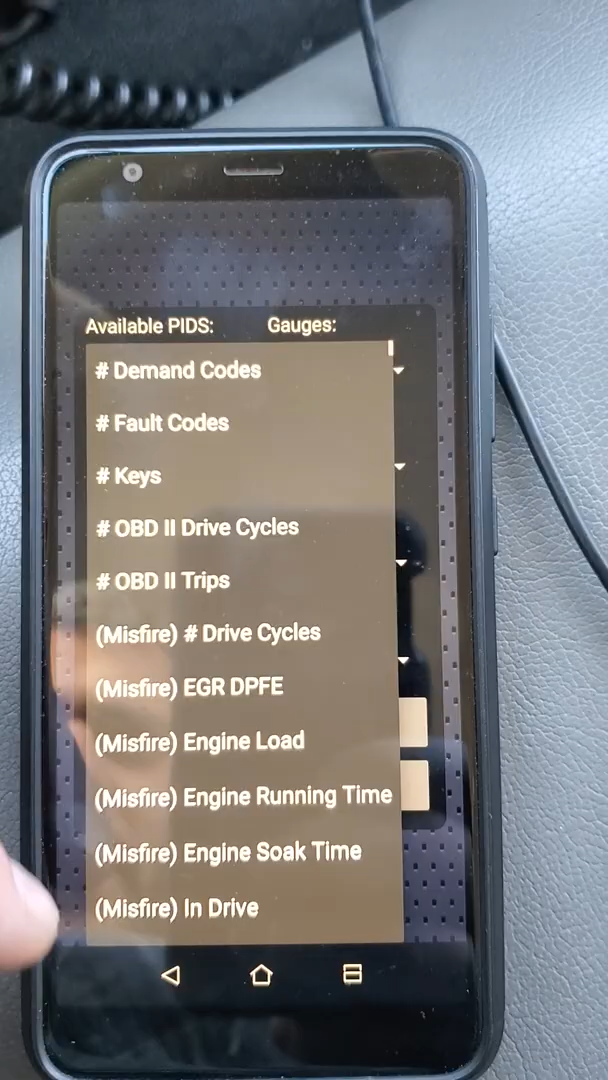 Available PIDS: Gauges:
# Demand Codes
# Fault Codes
# Keys
# OBD II Drive Cycles
# OBD II Trips
(Misfire) # Drive Cycles
(Misfire) EGR DPFE
(Misfire) Engine Load
(Misfire) Engine Running Time
(Misfire) Engine Soak Time
(Misfire) In Drive